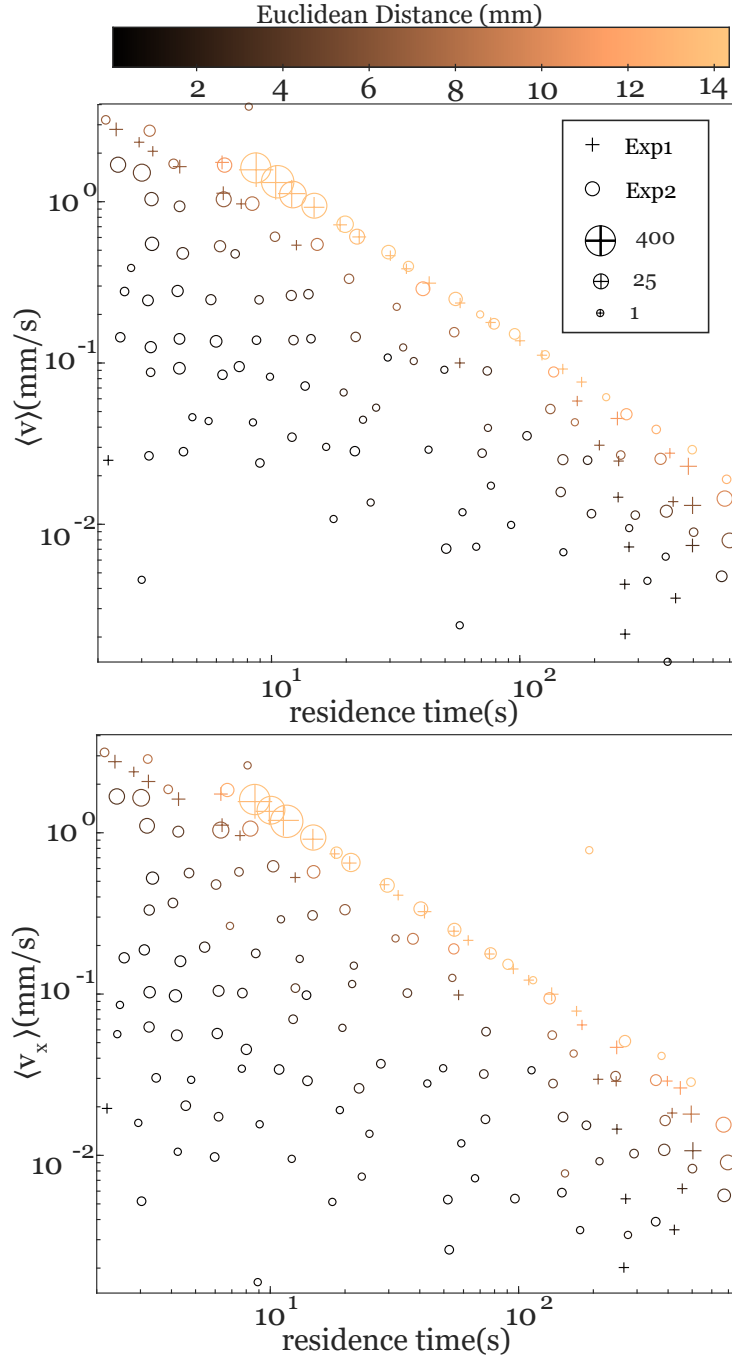 Euclidean Distance (mm)
2 4 6 8 10 12 14
10⁰
10⁻¹
10⁻²
⟨v⟩(mm/s)
Exp1
Exp2
400
25
1
10¹ 10²
residence time(s)
10⁰
10⁻¹
10⁻²
⟨vₓ⟩(mm/s)
10¹ 10²
residence time(s)